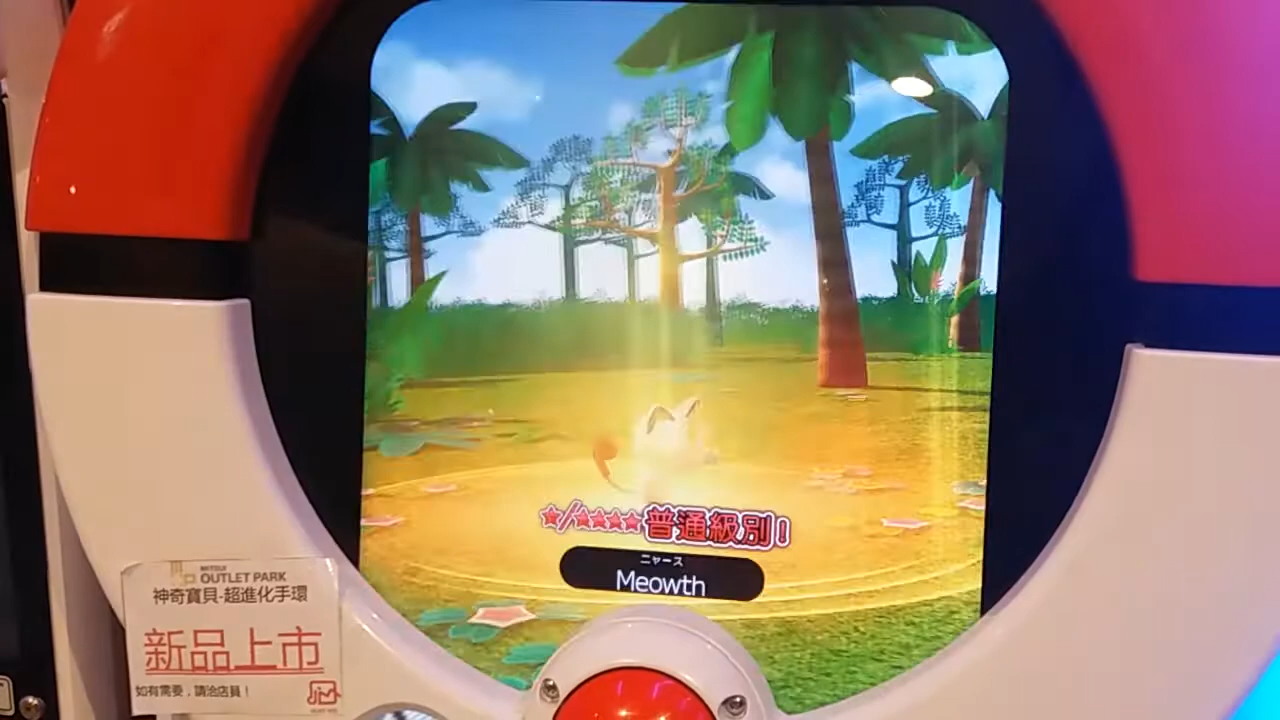 ★/★★★★普通級別！
ニャース
Meowth
MITSUI
OUTLET PARK
神奇寶貝-超進化手環
新品上市
如有需要，請洽店員！